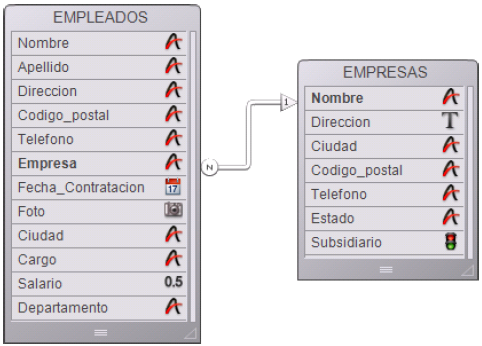 EMPLEADOS
Nombre
Apellido
Direccion
Codigo_postal
Telefono
Empresa
Fecha_Contratacion
17
Foto
Ciudad
Cargo
Salario 0.5
Departamento
N
1
EMPRESAS
Nombre
Direccion T
Ciudad
Codigo_postal
Telefono
Estado
Subsidiario